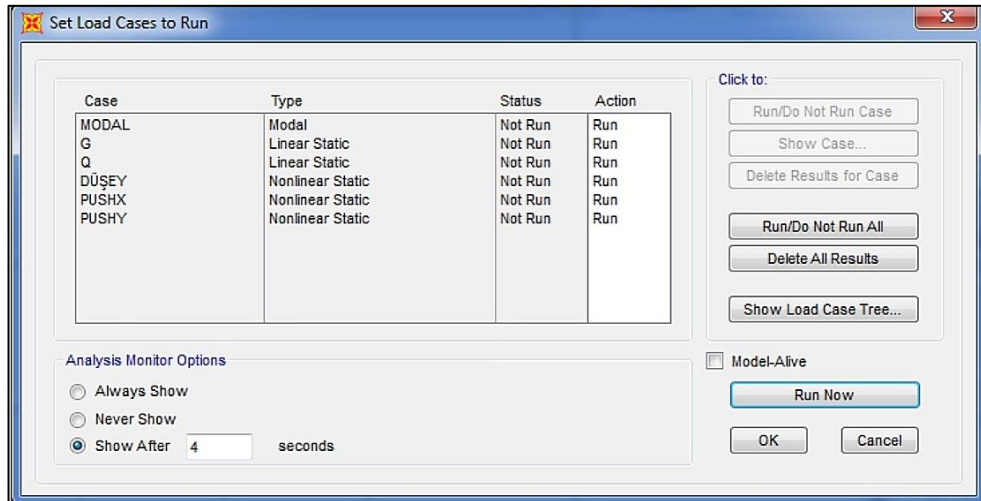 Set Load Cases to Run
Click to:
Case Type Status Action
MODAL Modal Not Run Run
G Linear Static Not Run Run
Q Linear Static Not Run Run
DÜŞEY Nonlinear Static Not Run Run
PUSHX Nonlinear Static Not Run Run
PUSHY Nonlinear Static Not Run Run
Run/Do Not Run Case
Show Case...
Delete Results for Case
Run/Do Not Run All
Delete All Results
Show Load Case Tree...
Analysis Monitor Options
Always Show
Never Show
Show After 4 seconds
Model-Alive
Run Now
OK Cancel